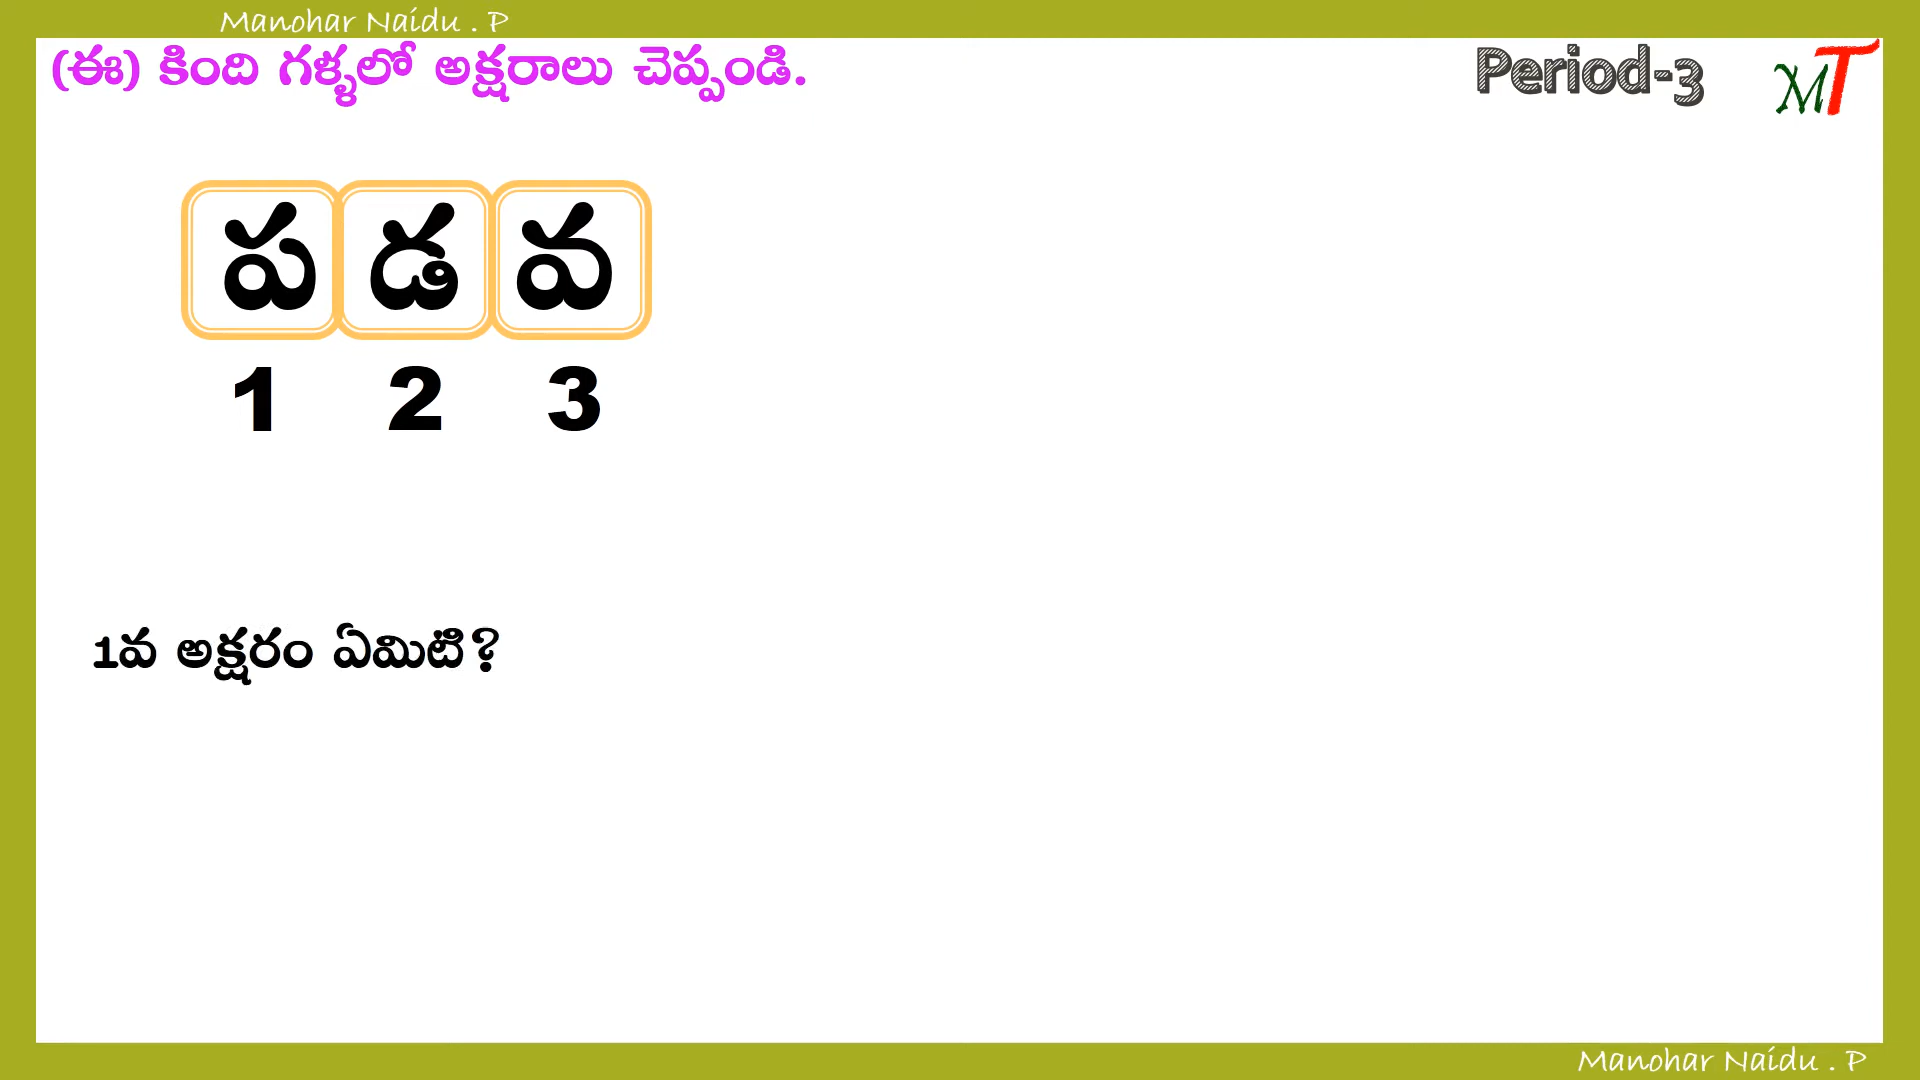 Manohar Naidu . P
(ఈ) కింది గళ్ళలో అక్షరాలు చెప్పండి.
Period-3
MT
ప డ వ
1 2 3
1వ అక్షరం ఏమిటి?
Manohar Naidu . P